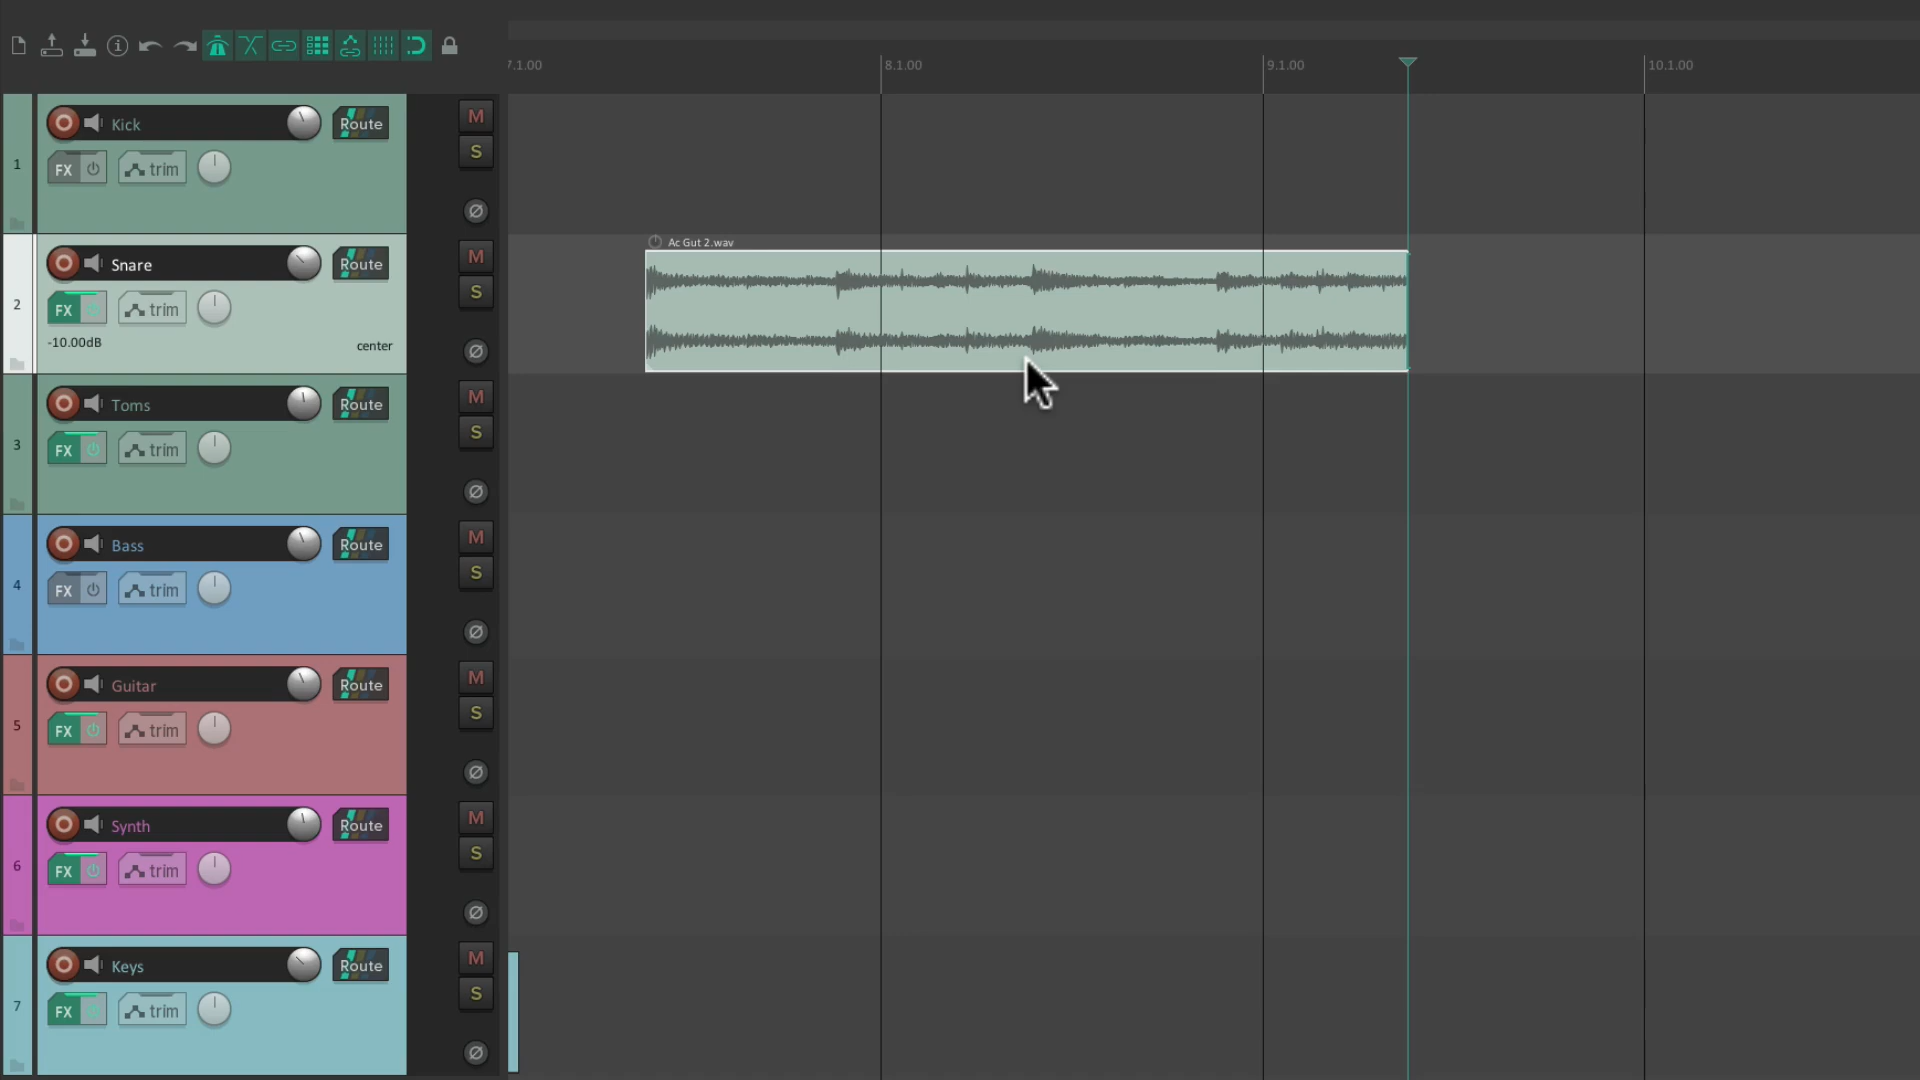 7.1.00
8.1.00
9.1.00
10.1.00
1
Kick
Route
M
FX
trim
S
Ac Gut 2.wav
2
Snare
Route
M
FX
trim
S
-10.00dB
center
3
Toms
Route
M
FX
trim
S
4
Bass
Route
M
FX
trim
S
5
Guitar
Route
M
FX
trim
S
6
Synth
Route
M
FX
trim
S
7
Keys
Route
M
FX
trim
S